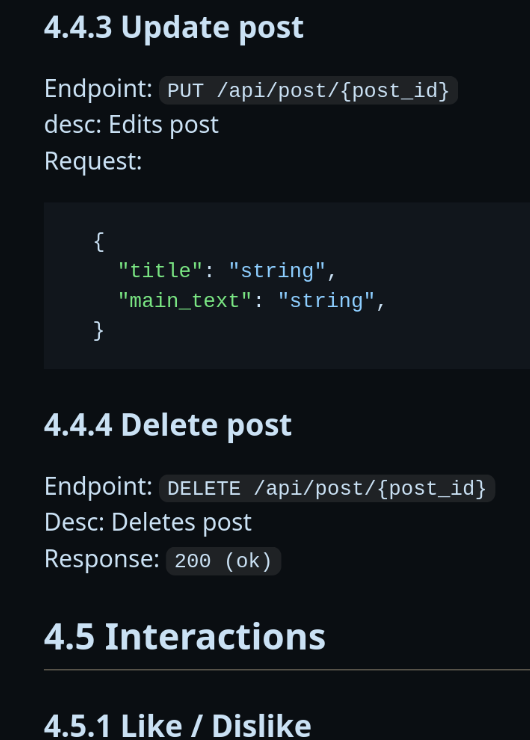 4.4.3 Update post
Endpoint: PUT /api/post/{post_id}
desc: Edits post
Request:
{
"title": "string",
"main_text": "string",
}
4.4.4 Delete post
Endpoint: DELETE /api/post/{post_id}
Desc: Deletes post
Response: 200 (ok)
4.5 Interactions
4.5.1 Like / Dislike